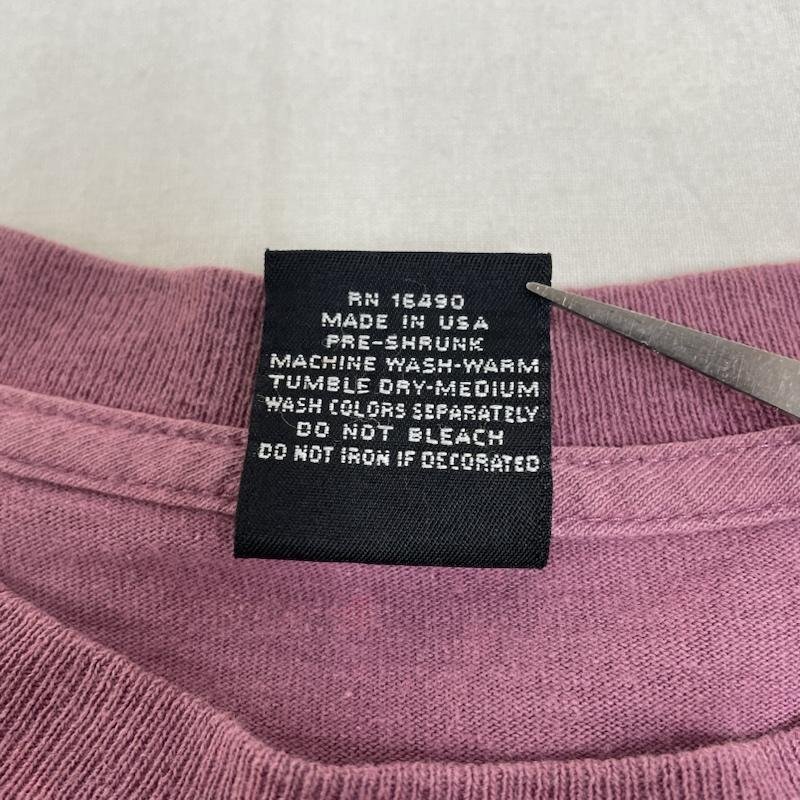 RN 16490
MADE IN USA
PRE-SHRUNK
MACHINE WASH-WARM
TUMBLE DRY-MEDIUM
WASH COLORS SEPARATELY
DO NOT BLEACH
DO NOT IRON IF DECORATED